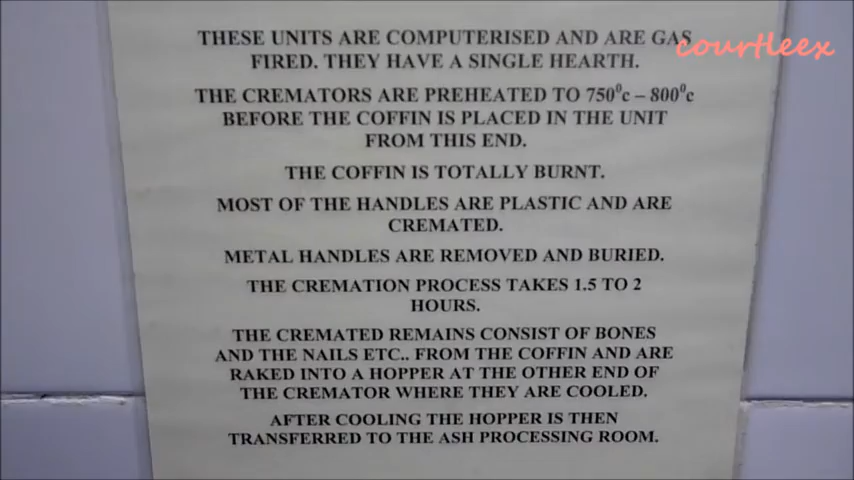 THESE UNITS ARE COMPUTERISED AND ARE GAS
FIRED. THEY HAVE A SINGLE HEARTH.
THE CREMATORS ARE PREHEATED TO 750⁰c – 800⁰c
BEFORE THE COFFIN IS PLACED IN THE UNIT
FROM THIS END.
THE COFFIN IS TOTALLY BURNT.
MOST OF THE HANDLES ARE PLASTIC AND ARE
CREMATED.
METAL HANDLES ARE REMOVED AND BURIED.
THE CREMATION PROCESS TAKES 1.5 TO 2
HOURS.
THE CREMATED REMAINS CONSIST OF BONES
AND THE NAILS ETC.. FROM THE COFFIN AND ARE
RAKED INTO A HOPPER AT THE OTHER END OF
THE CREMATOR WHERE THEY ARE COOLED.
AFTER COOLING THE HOPPER IS THEN
TRANSFERRED TO THE ASH PROCESSING ROOM.
courtleex